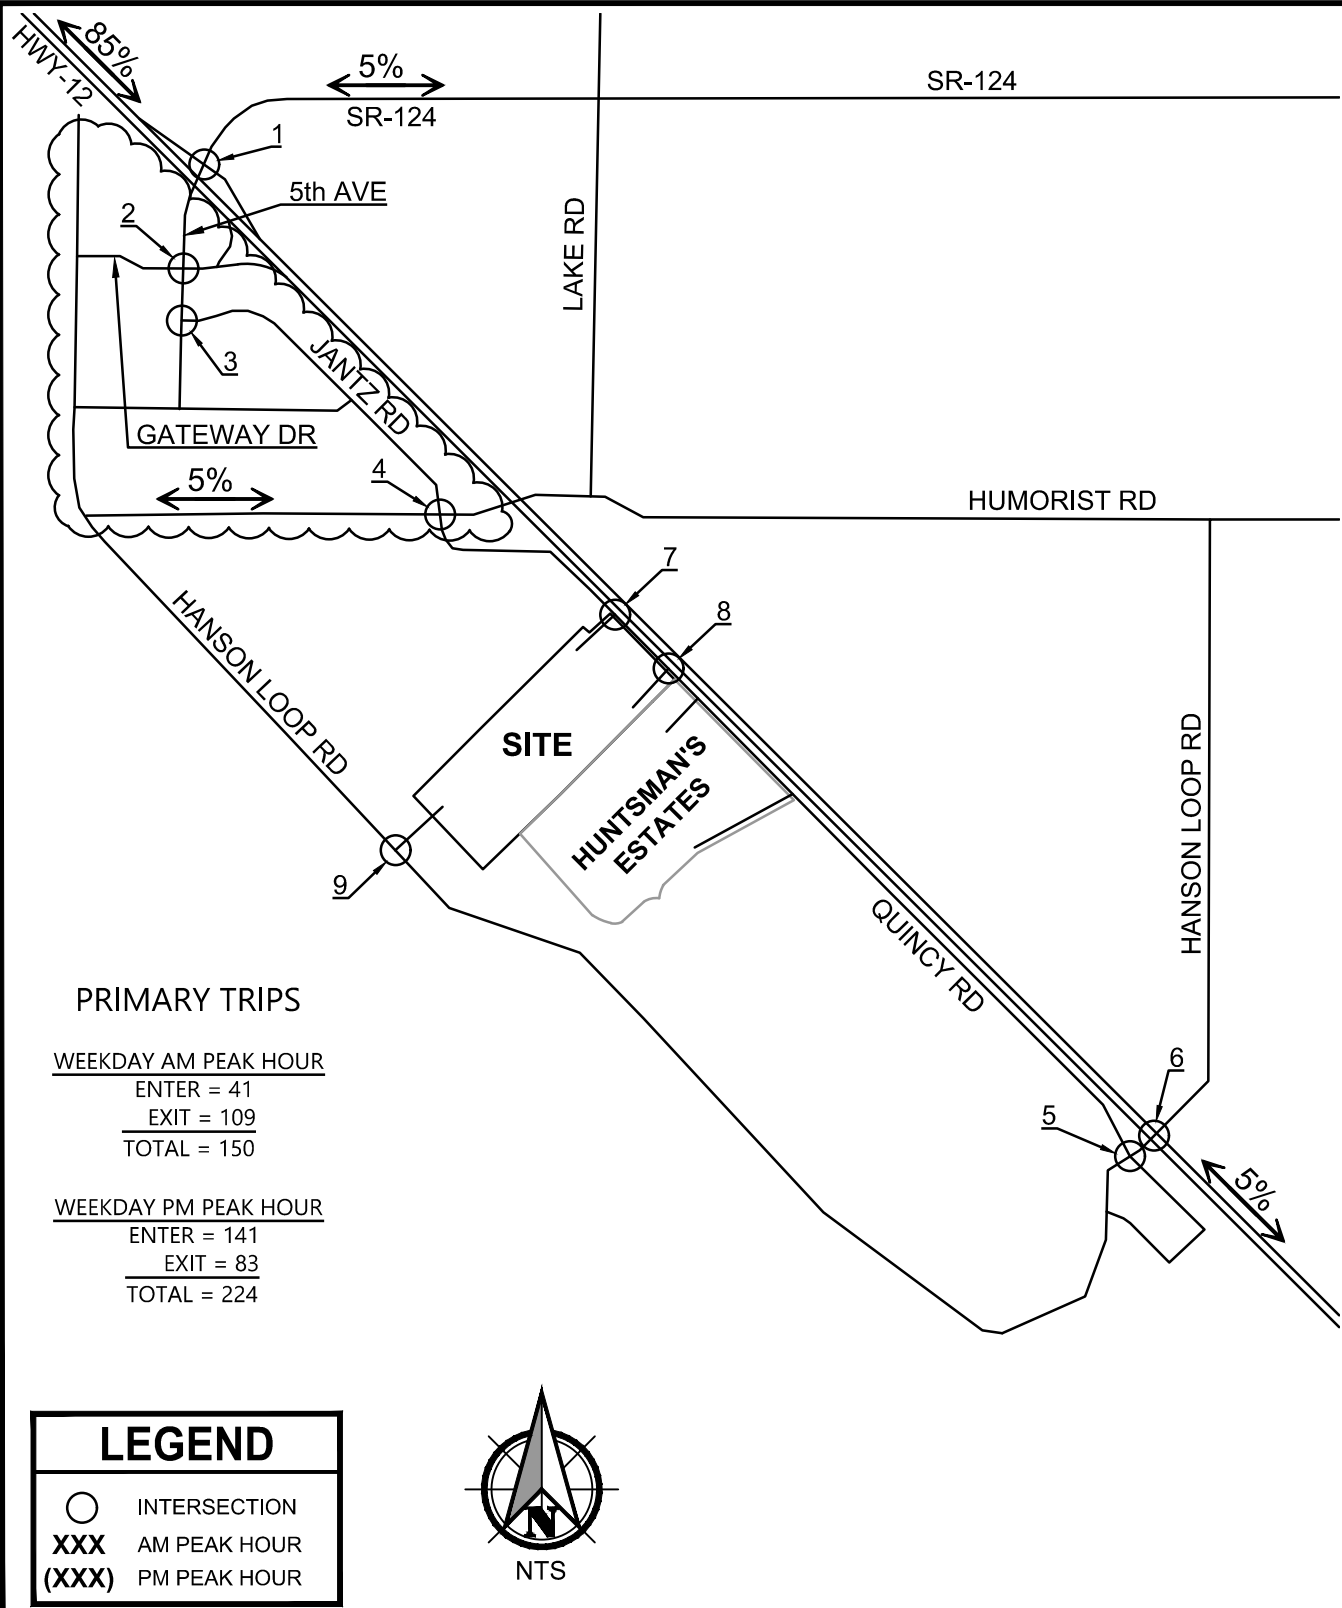 85%
HWY-12
5%
SR-124
SR-124
1
5th AVE
2
LAKE RD
3
JANTZ RD
GATEWAY DR
5%
4
HUMORIST RD
7
8
HANSON LOOP RD
SITE
HUNTSMAN'S
ESTATES
HANSON LOOP RD
9
QUINCY RD
6
5
5%
PRIMARY TRIPS
WEEKDAY AM PEAK HOUR
ENTER = 41
EXIT = 109
TOTAL = 150
WEEKDAY PM PEAK HOUR
ENTER = 141
EXIT = 83
TOTAL = 224
LEGEND
INTERSECTION
XXX AM PEAK HOUR
(XXX) PM PEAK HOUR
N
NTS